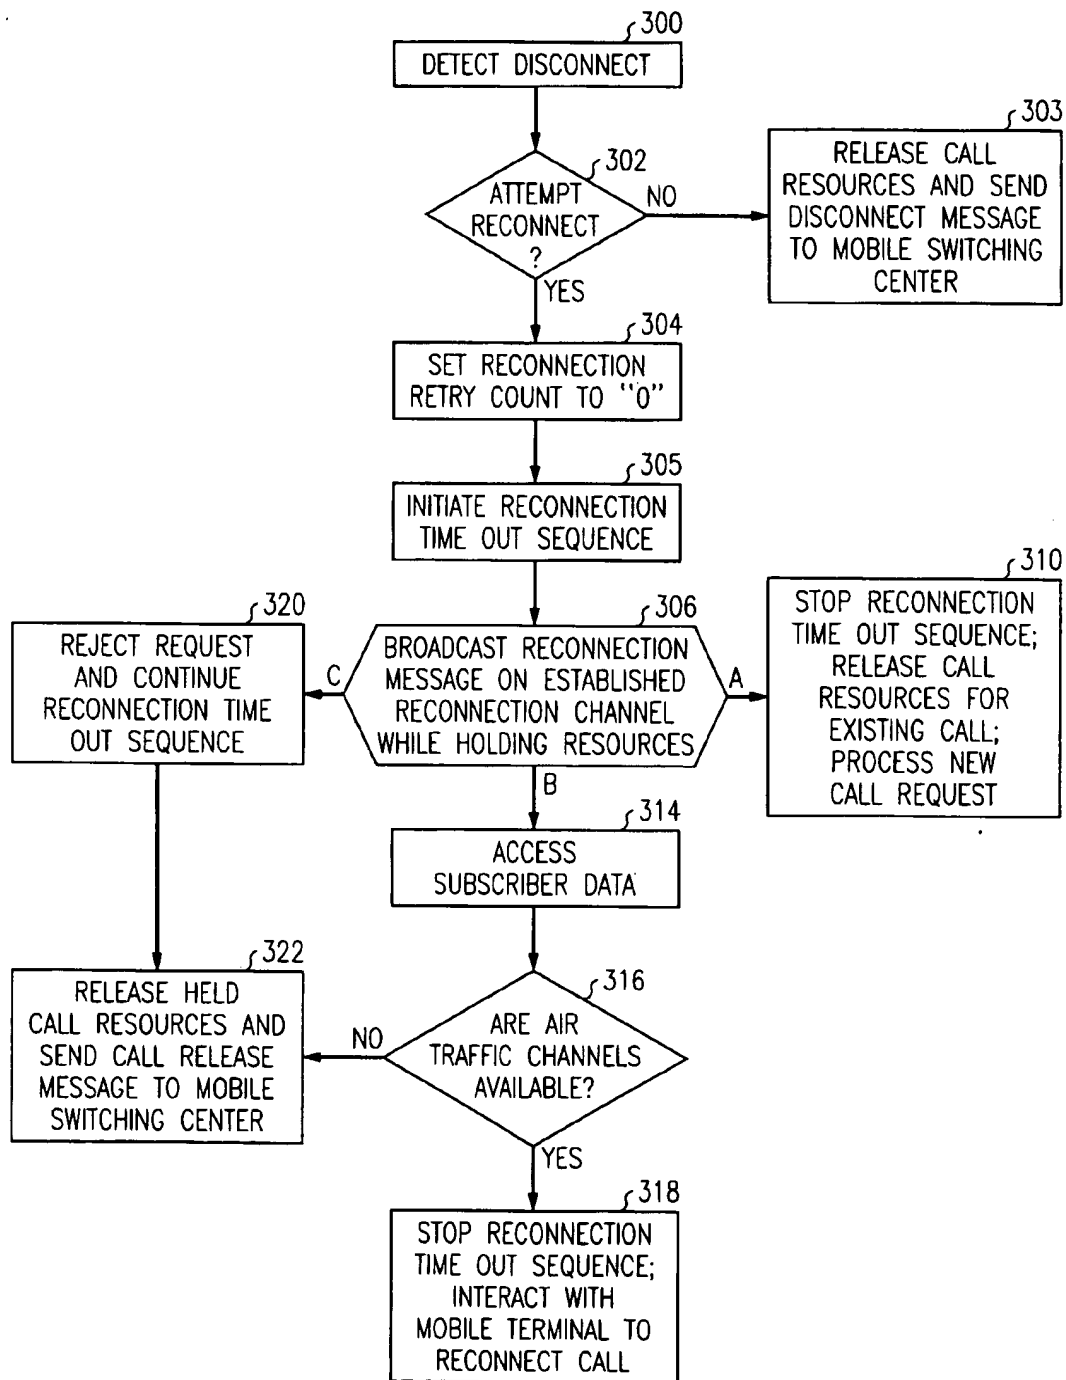 300
DETECT DISCONNECT
302
ATTEMPT
RECONNECT
?
NO
YES
303
RELEASE CALL
RESOURCES AND SEND
DISCONNECT MESSAGE
TO MOBILE SWITCHING
CENTER
304
SET RECONNECTION
RETRY COUNT TO "0"
305
INITIATE RECONNECTION
TIME OUT SEQUENCE
306
BROADCAST RECONNECTION
MESSAGE ON ESTABLISHED
RECONNECTION CHANNEL
WHILE HOLDING RESOURCES
C
A
B
320
REJECT REQUEST
AND CONTINUE
RECONNECTION TIME
OUT SEQUENCE
310
STOP RECONNECTION
TIME OUT SEQUENCE;
RELEASE CALL
RESOURCES FOR
EXISTING CALL;
PROCESS NEW
CALL REQUEST
314
ACCESS
SUBSCRIBER DATA
322
RELEASE HELD
CALL RESOURCES AND
SEND CALL RELEASE
MESSAGE TO MOBILE
SWITCHING CENTER
316
ARE AIR
TRAFFIC CHANNELS
AVAILABLE?
NO
YES
318
STOP RECONNECTION
TIME OUT SEQUENCE;
INTERACT WITH
MOBILE TERMINAL TO
RECONNECT CALL